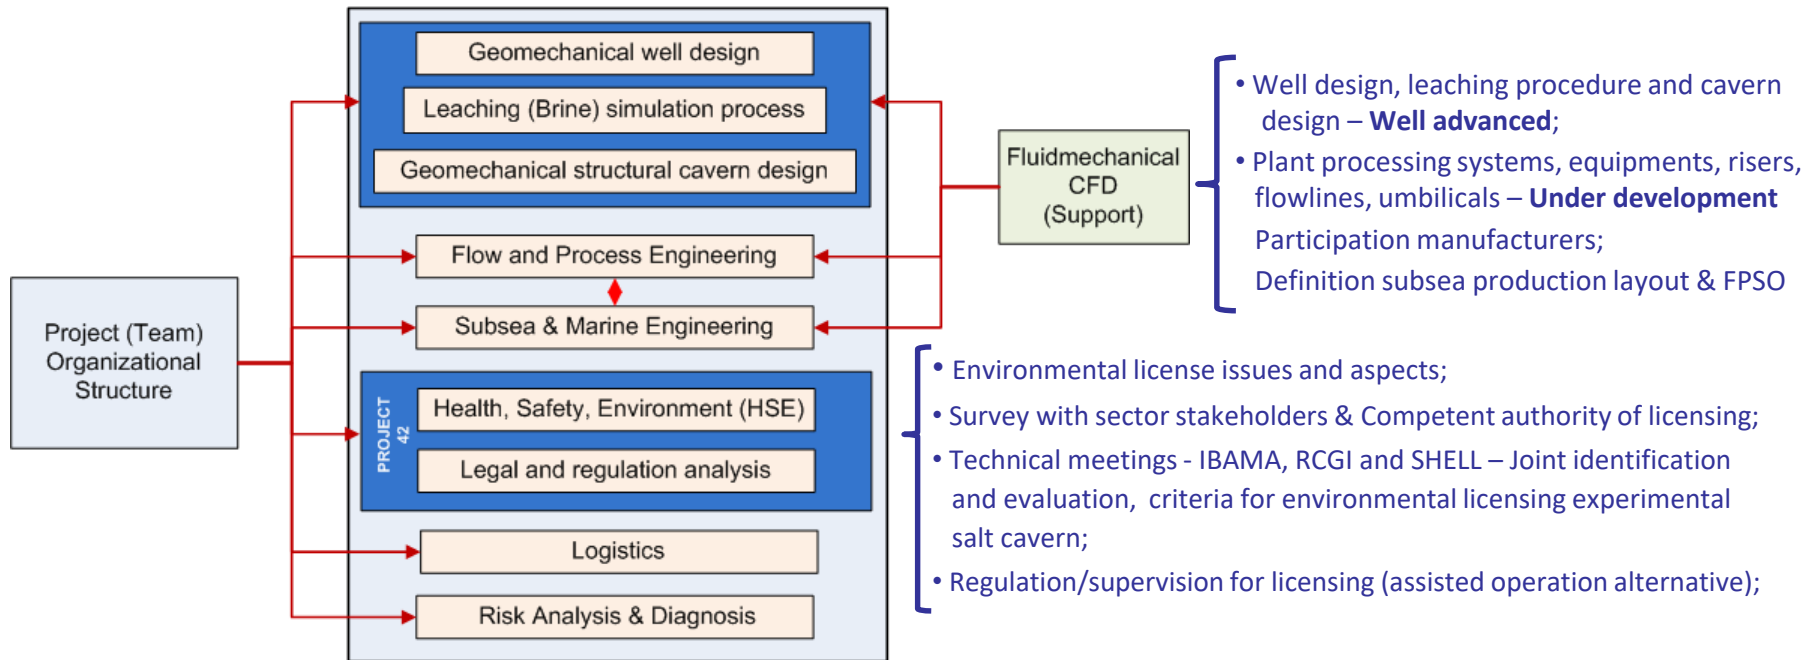 Project (Team)
Organizational
Structure
Geomechanical well design
Leaching (Brine) simulation process
Geomechanical structural cavern design
Flow and Process Engineering
Subsea & Marine Engineering
PROJECT
42
Health, Safety, Environment (HSE)
Legal and regulation analysis
Logistics
Risk Analysis & Diagnosis
Fluidmechanical
CFD
(Support)
• Well design, leaching procedure and cavern
design – Well advanced;
• Plant processing systems, equipments, risers,
flowlines, umbilicals – Under development
Participation manufacturers;
Definition subsea production layout & FPSO
• Environmental license issues and aspects;
• Survey with sector stakeholders & Competent authority of licensing;
• Technical meetings - IBAMA, RCGI and SHELL – Joint identification
and evaluation, criteria for environmental licensing experimental
salt cavern;
• Regulation/supervision for licensing (assisted operation alternative);